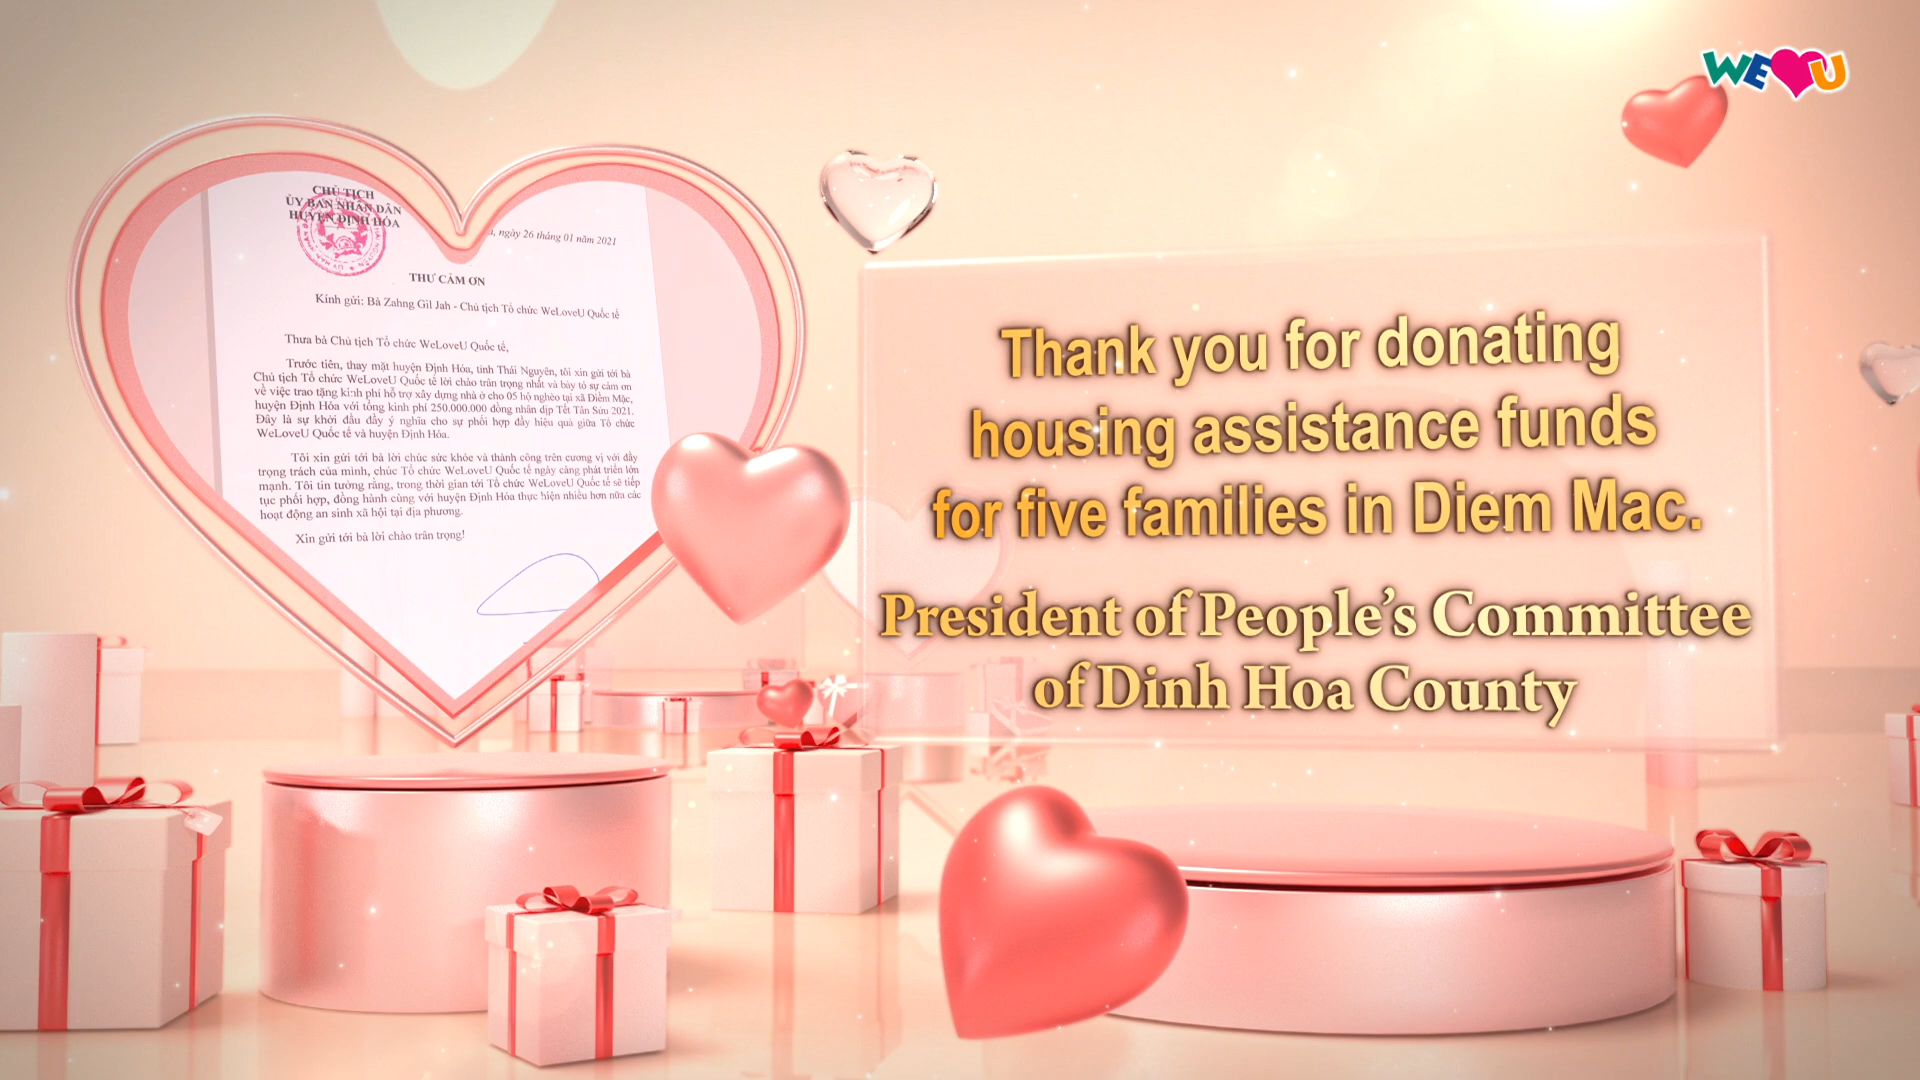 WE U
CHỦ TỊCH
ỦY BAN NHÂN DÂN
HUYỆN ĐỊNH HÓA
ngày 26 tháng 01 năm 2021
THƯ CẢM ƠN
Kính gửi: Bà Zahng Gil Jah - Chủ tịch Tổ chức WeLoveU Quốc tế
Thưa bà Chủ tịch Tổ chức WeLoveU Quốc tế,
Trước tiên, thay mặt huyện Định Hóa, tỉnh Thái Nguyên, tôi xin gửi tới bà
Chủ tịch Tổ chức WeLoveU Quốc tế lời chào trân trọng nhất và bày tỏ sự cảm ơn
về việc trao tặng kinh phí hỗ trợ xây dựng nhà ở cho 05 hộ nghèo tại xã Điềm Mặc,
huyện Định Hóa với tổng kinh phí 250.000.000 đồng nhân dịp Tết Tân Sửu 2021.
Đây là sự khởi đầu đầy ý nghĩa cho sự phối hợp đầy hiệu quả giữa Tổ chức
WeLoveU Quốc tế và huyện Định Hóa.
Tôi xin gửi tới bà lời chúc sức khỏe và thành công trên cương vị với đầy
trọng trách của mình, chúc Tổ chức WeLoveU Quốc tế ngày càng phát triển lớn
mạnh. Tôi tin tưởng rằng, trong thời gian tới Tổ chức WeLoveU Quốc tế sẽ tiếp
tục phối hợp, đồng hành cùng với huyện Định Hóa thực hiện nhiều hơn nữa các
hoạt động an sinh xã hội tại địa phương.
Xin gửi tới bà lời chào trân trọng!
Thank you for donating
housing assistance funds
for five families in Diem Mac.
President of People’s Committee
of Dinh Hoa County